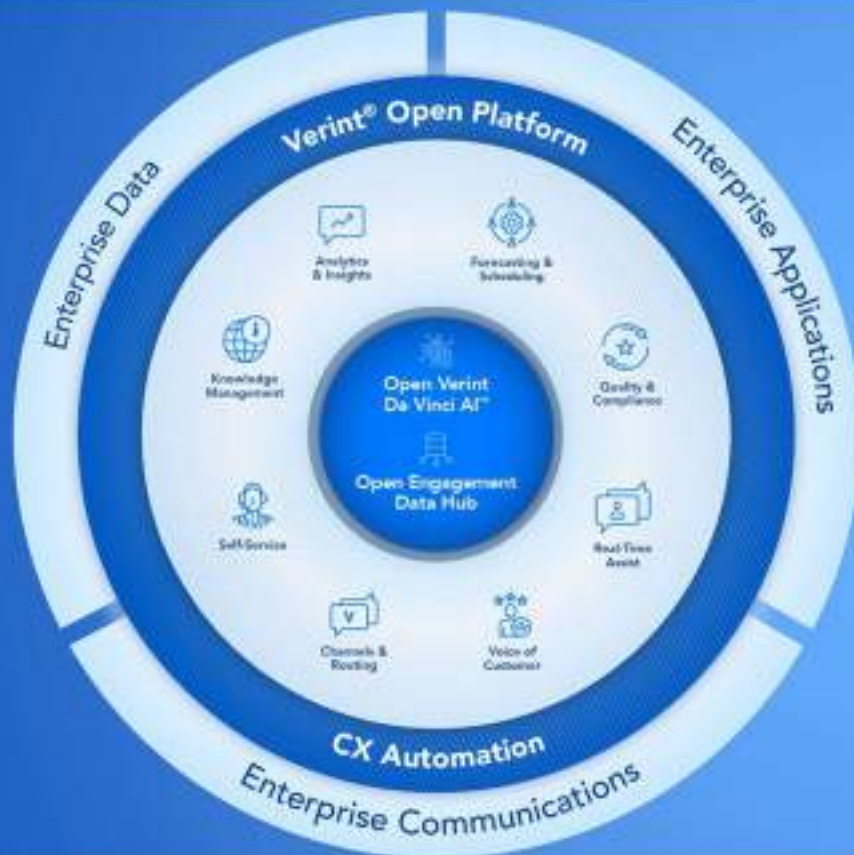 Verint® Open Platform
Enterprise Data
Enterprise Applications
Analytics
& Insights
Forecasting &
Scheduling
Knowledge
Management
Quality &
Compliance
Open Verint
Da Vinci AI™
Open Engagement
Data Hub
Self-Service
Real-Time
Assist
Channels &
Routing
Voice of
Customer
CX Automation
Enterprise Communications